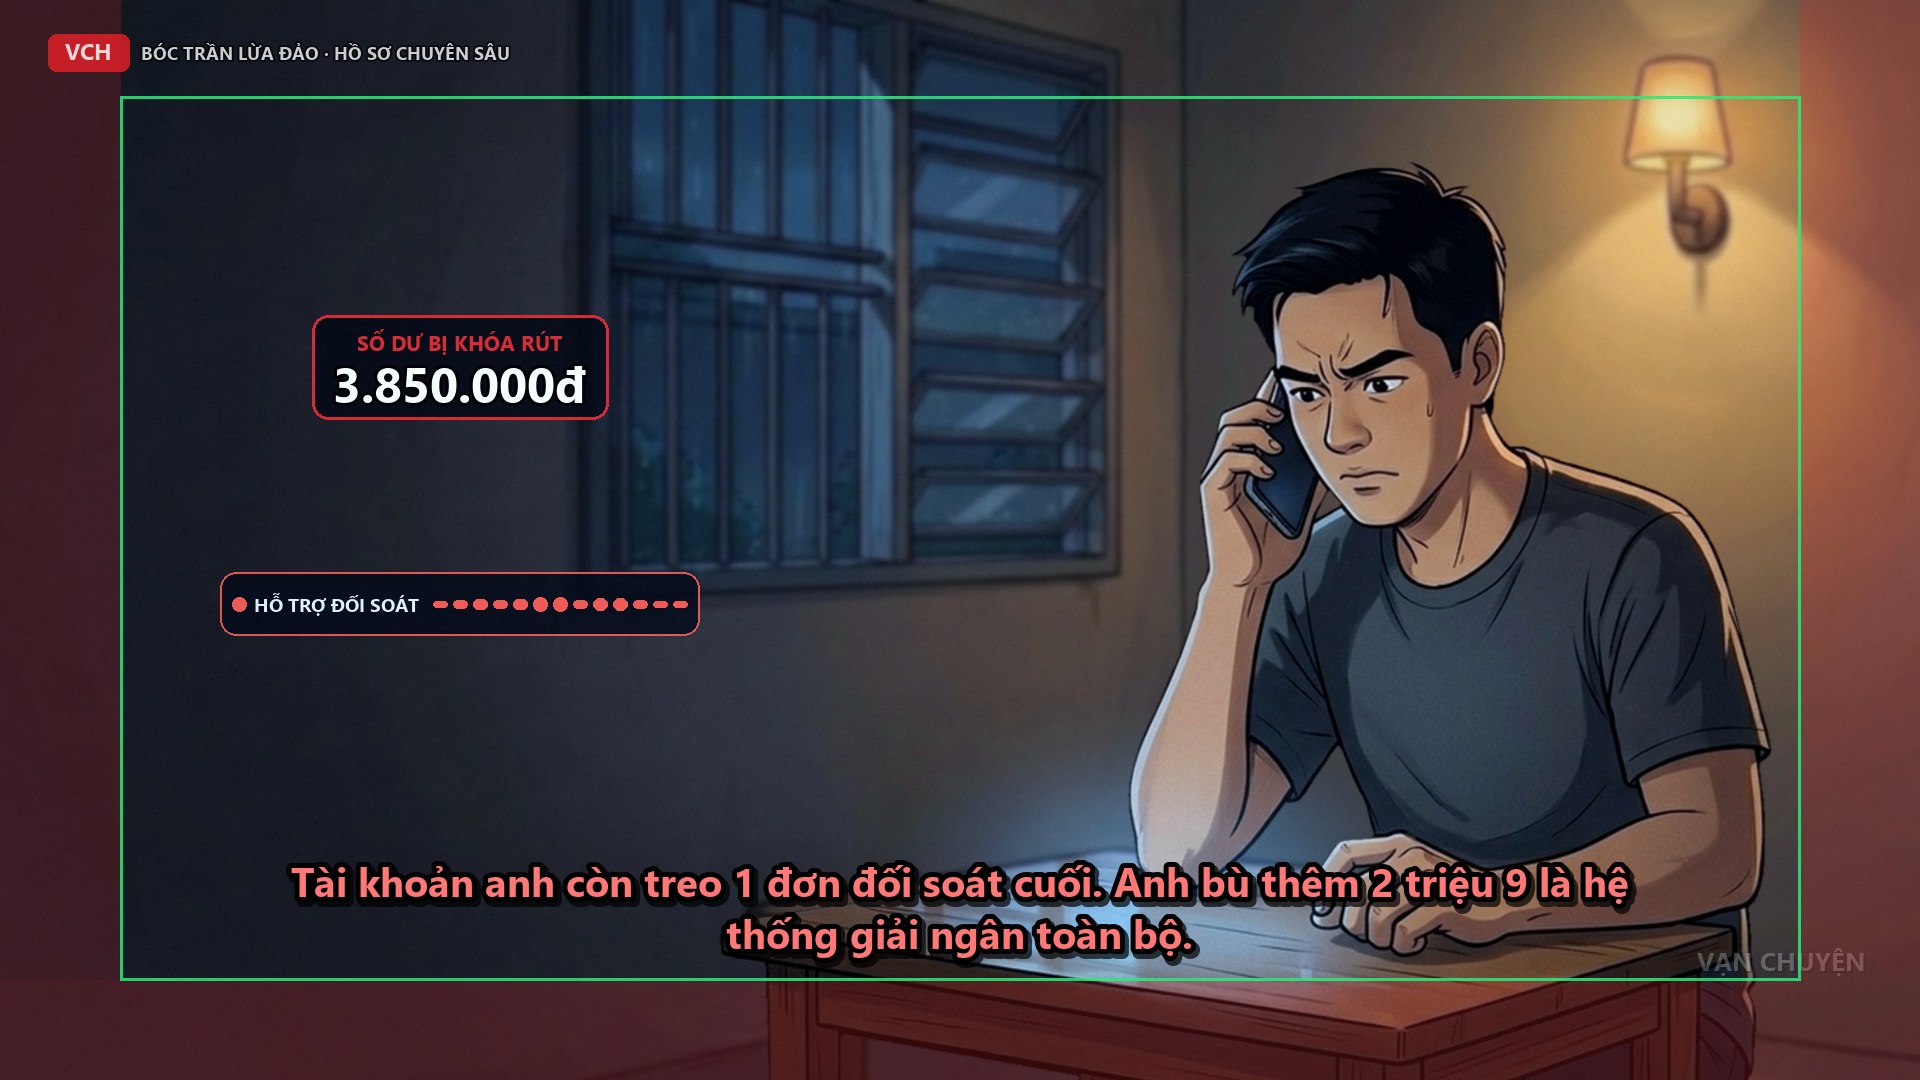 VCH BÓC TRẦN LỪA ĐẢO · HỒ SƠ CHUYÊN SÂU
SỐ DƯ BỊ KHÓA RÚT
3.850.000đ
HỖ TRỢ ĐỐI SOÁT
Tài khoản anh còn treo 1 đơn đối soát cuối. Anh bù thêm 2 triệu 9 là hệ
thống giải ngân toàn bộ.
VẠN CHUYỆN